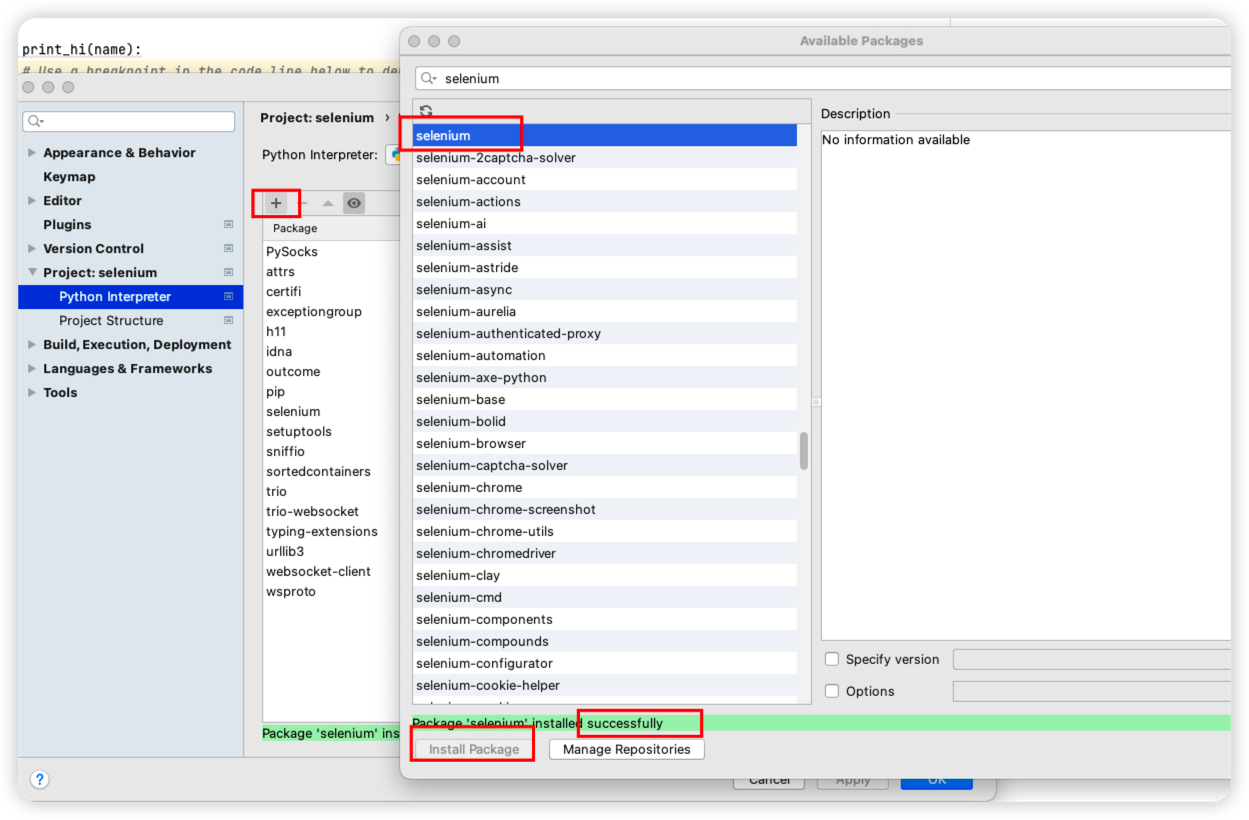 print_hi(name):
# Use a breakpoint in the code line below to de
Available Packages
selenium
Project: selenium ›
Python Interpreter:
Appearance & Behavior
Keymap
Editor
Plugins
Version Control
Project: selenium
Python Interpreter
Project Structure
Build, Execution, Deployment
Languages & Frameworks
Tools
Package
PySocks
attrs
certifi
exceptiongroup
h11
idna
outcome
pip
selenium
setuptools
sniffio
sortedcontainers
trio
trio-websocket
typing-extensions
urllib3
websocket-client
wsproto
Package 'selenium' ins
selenium
selenium-2captcha-solver
selenium-account
selenium-actions
selenium-ai
selenium-assist
selenium-astride
selenium-async
selenium-aurelia
selenium-authenticated-proxy
selenium-automation
selenium-axe-python
selenium-base
selenium-bolid
selenium-browser
selenium-captcha-solver
selenium-chrome
selenium-chrome-screenshot
selenium-chrome-utils
selenium-chromedriver
selenium-clay
selenium-cmd
selenium-components
selenium-compounds
selenium-configurator
selenium-cookie-helper
Description
No information available
Specify version
Options
Package 'selenium' installed successfully
Install Package
Manage Repositories
?
Cancel
Apply
OK